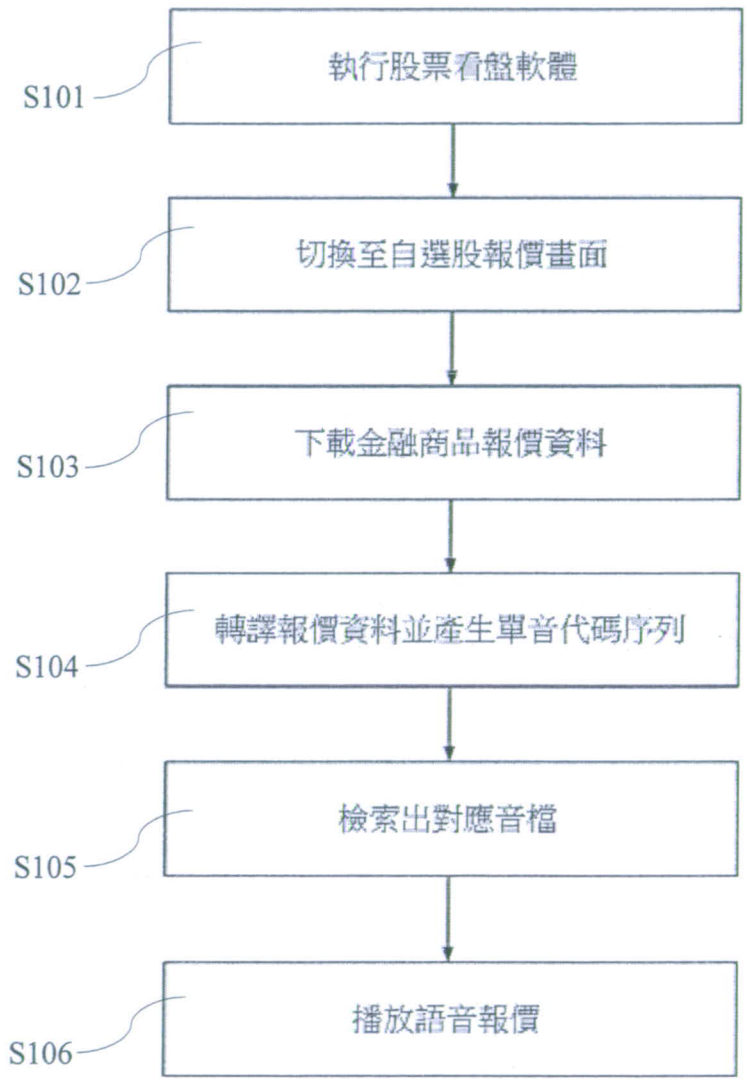 執行股票看盤軟體
S101
切換至自選股報價畫面
S102
下載金融商品報價資料
S103
轉譯報價資料並產生單音代碼序列
S104
檢索出對應音檔
S105
播放語音報價
S106